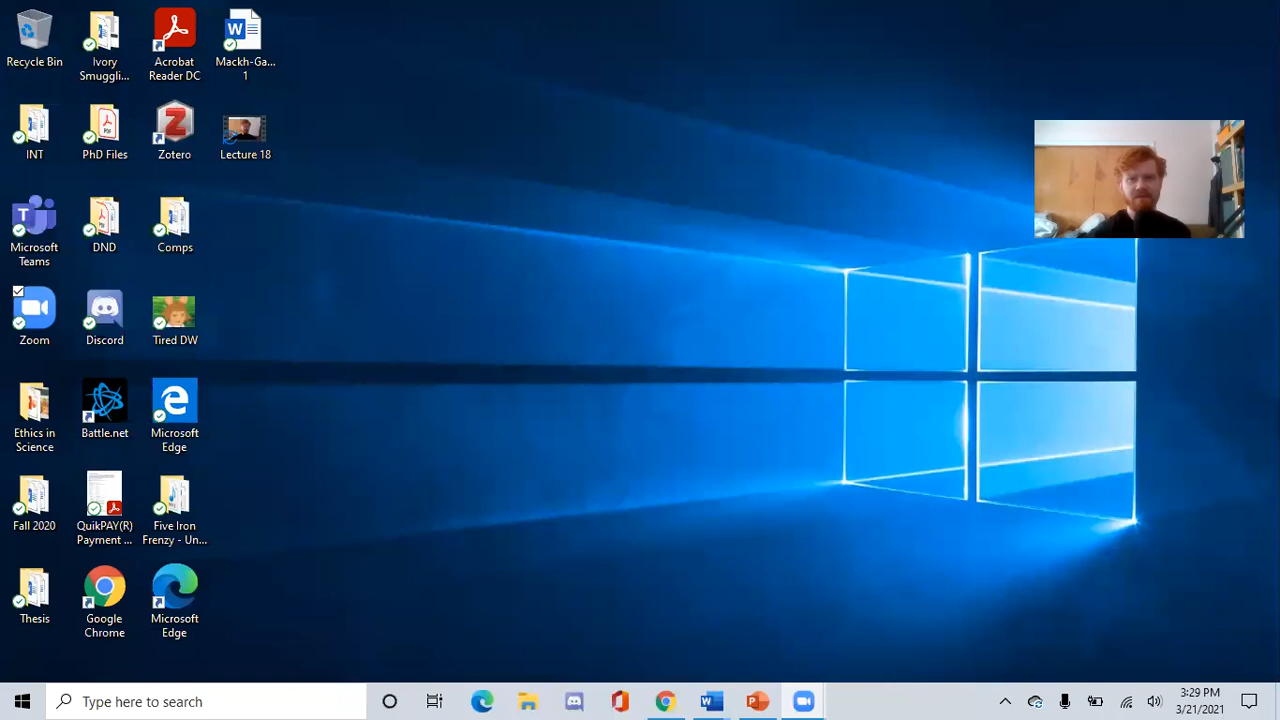 Recycle Bin
Ivory
Smuggli...
Acrobat
Reader DC
Mackh-Ga...
1
INT
PhD Files
Zotero
Lecture 18
Microsoft
Teams
DND
Comps
Zoom
Discord
Tired DW
Ethics in
Science
Battle.net
Microsoft
Edge
Fall 2020
QuikPAY(R)
Payment ...
Five Iron
Frenzy - Un...
Thesis
Google
Chrome
Microsoft
Edge
Type here to search
3:29 PM
3/21/2021